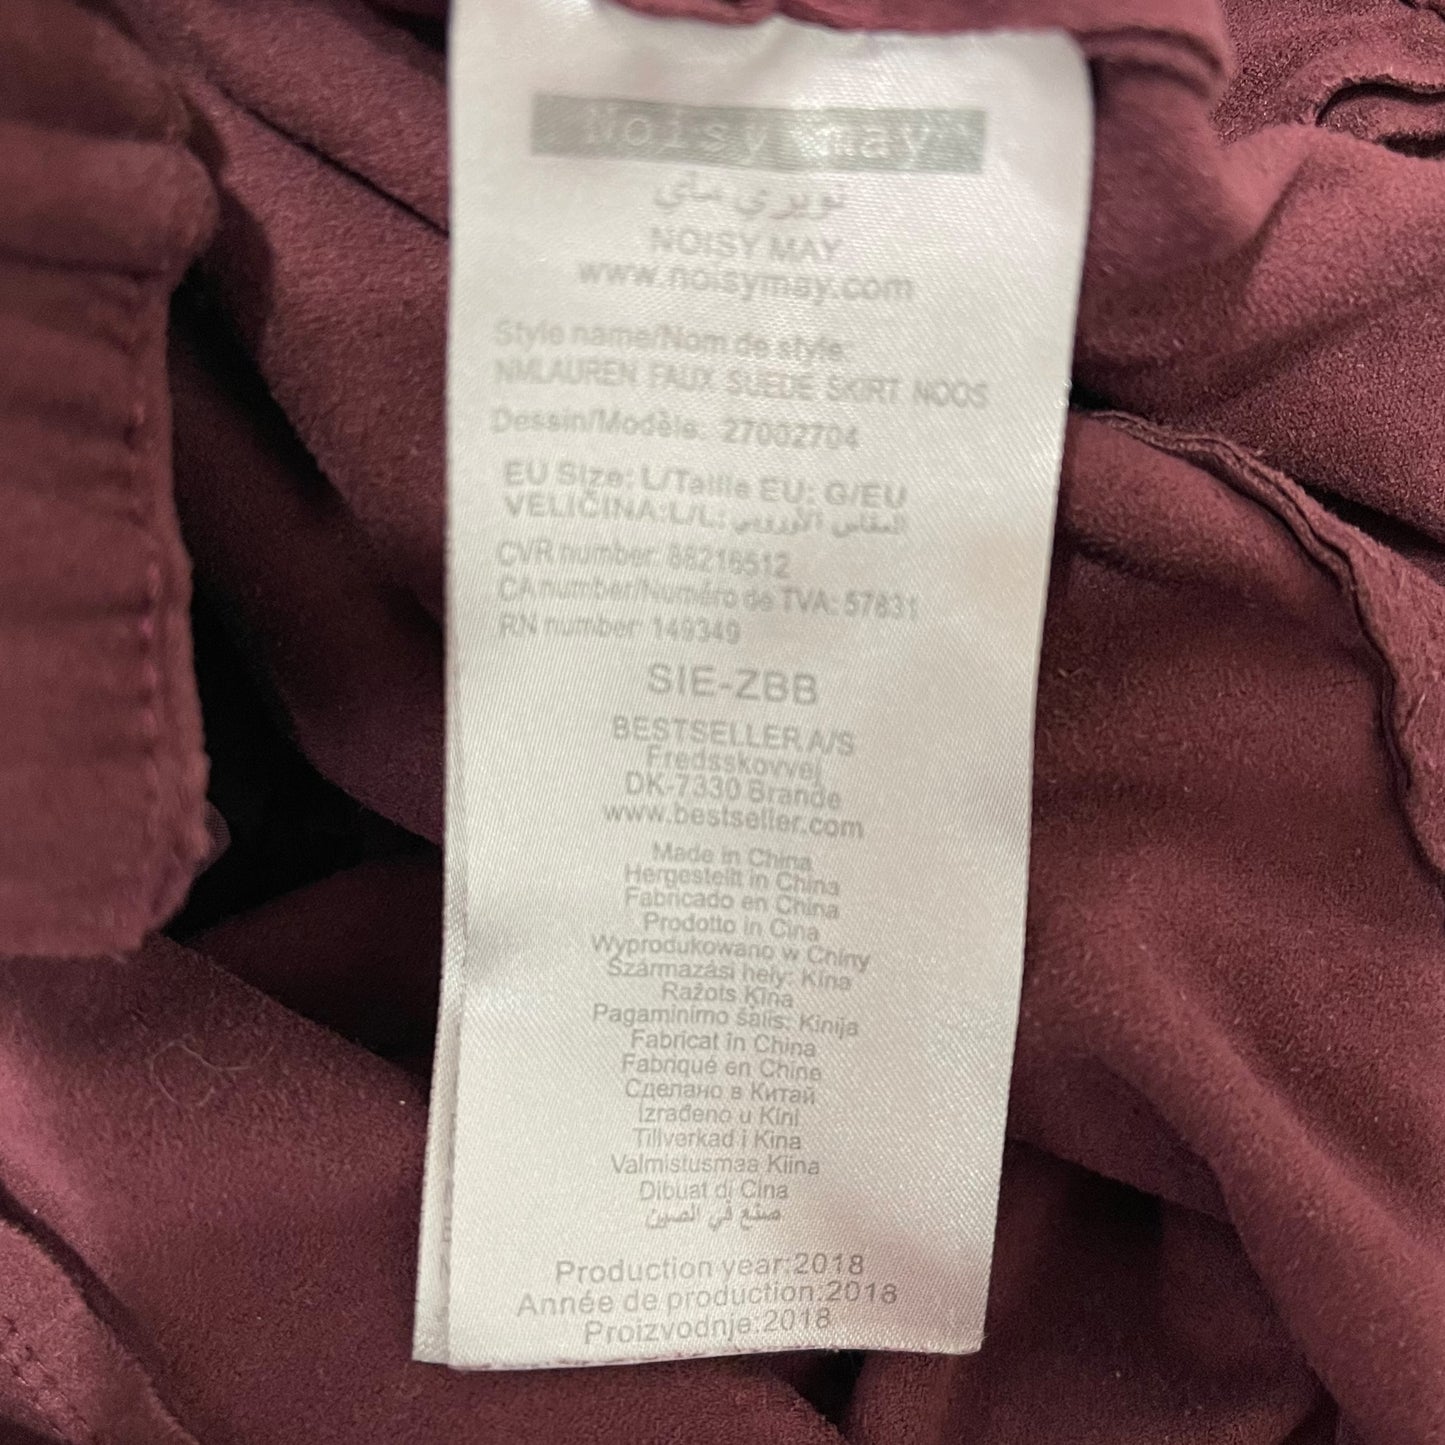 Noisy may
نويزي ماي
NOISY MAY
www.noisymay.com
Style name/Nom de style:
NMLAUREN FAUX SUEDE SKIRT NOOS
Dessin/Modèle: 27002704
EU Size: L/Taille EU: G/EU
VELIČINA:L/L: المقاس الأوروبي
CVR number: 88216512
CA number/Numéro de TVA: 57831
RN number: 149349
SIE-ZBB
BESTSELLER A/S
Fredsskovvej
DK-7330 Brande
www.bestseller.com
Made in China
Hergestellt in China
Fabricado en China
Prodotto in Cina
Wyprodukowano w Chiny
Származási hely: Kína
Ražots Ķīna
Pagaminimo šalis: Kinija
Fabricat în China
Fabriqué en Chine
Сделано в Китай
Izrađeno u Kini
Tillverkad i Kina
Valmistusmaa Kiina
Dibuat di Cina
صنع في الصين
Production year:2018
Année de production:2018
Proizvodnje:2018